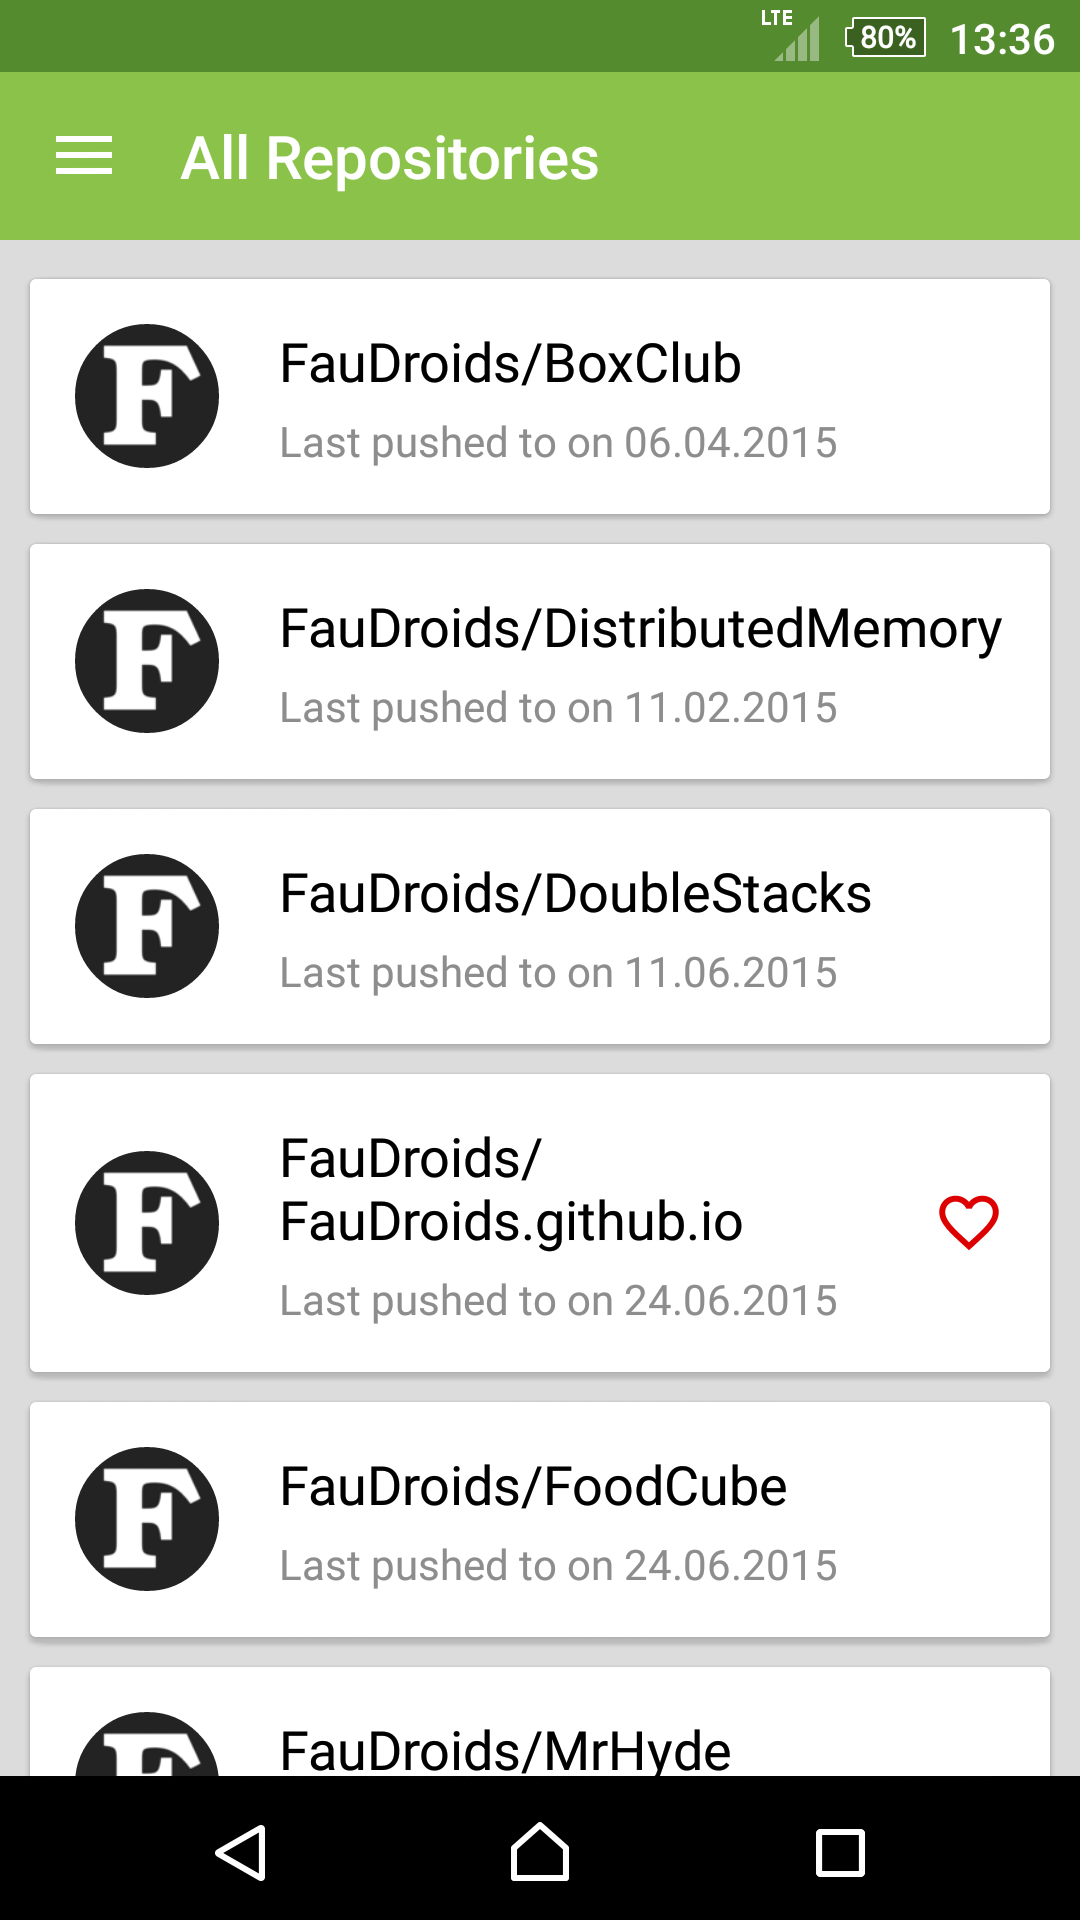 LTE
80%
13:36
All Repositories
F
FauDroids/BoxClub
Last pushed to on 06.04.2015
F
FauDroids/DistributedMemory
Last pushed to on 11.02.2015
F
FauDroids/DoubleStacks
Last pushed to on 11.06.2015
F
FauDroids/
FauDroids.github.io
Last pushed to on 24.06.2015
F
FauDroids/FoodCube
Last pushed to on 24.06.2015
F
FauDroids/MrHyde